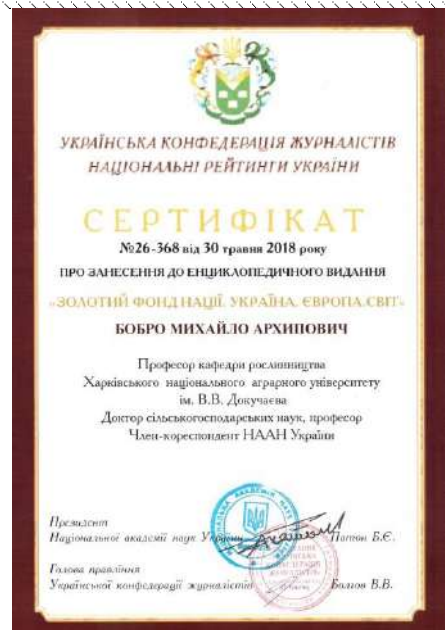 УКРАЇНСЬКА КОНФЕДЕРАЦІЯ ЖУРНАЛІСТІВ
НАЦІОНАЛЬНІ РЕЙТИНГИ УКРАЇНИ
СЕРТИФІКАТ
№26-368 від 30 травня 2018 року
ПРО ЗАНЕСЕННЯ ДО ЕНЦИКЛОПЕДИЧНОГО ВИДАННЯ
«ЗОЛОТИЙ ФОНД НАЦІЇ. УКРАЇНА. ЄВРОПА. СВІТ»
БОБРО МИХАЙЛО АРХИПОВИЧ
Професор кафедри рослинництва
Харківського національного аграрного університету
ім. В.В. Докучаєва
Доктор сільськогосподарських наук, професор
Член-кореспондент НААН України
Президент
Національної академії наук України Патон Б.Є.
Голова правління
Української конфедерації журналістів Болгов В.В.